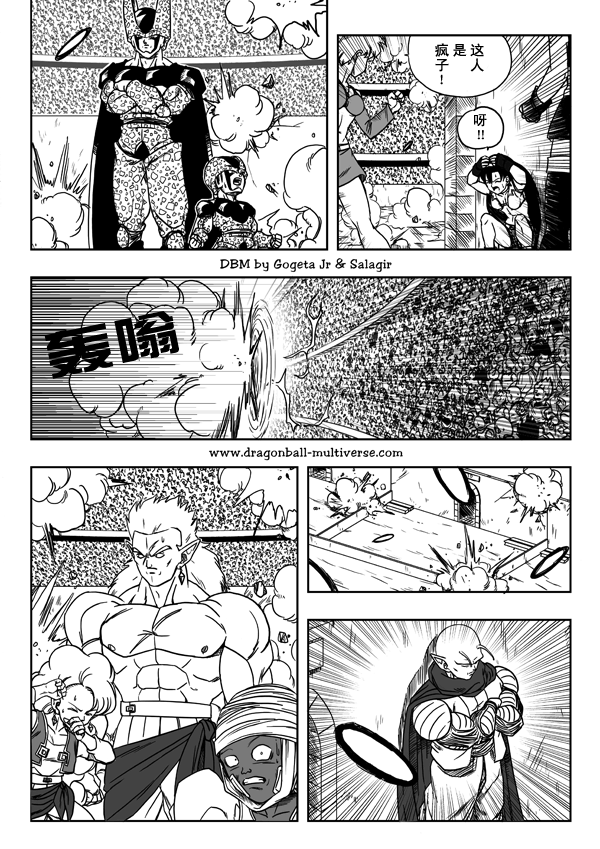 这人
是
疯子！
呀!!
DBM by Gogeta Jr & Salagir
轰嗡
www.dragonball-multiverse.com